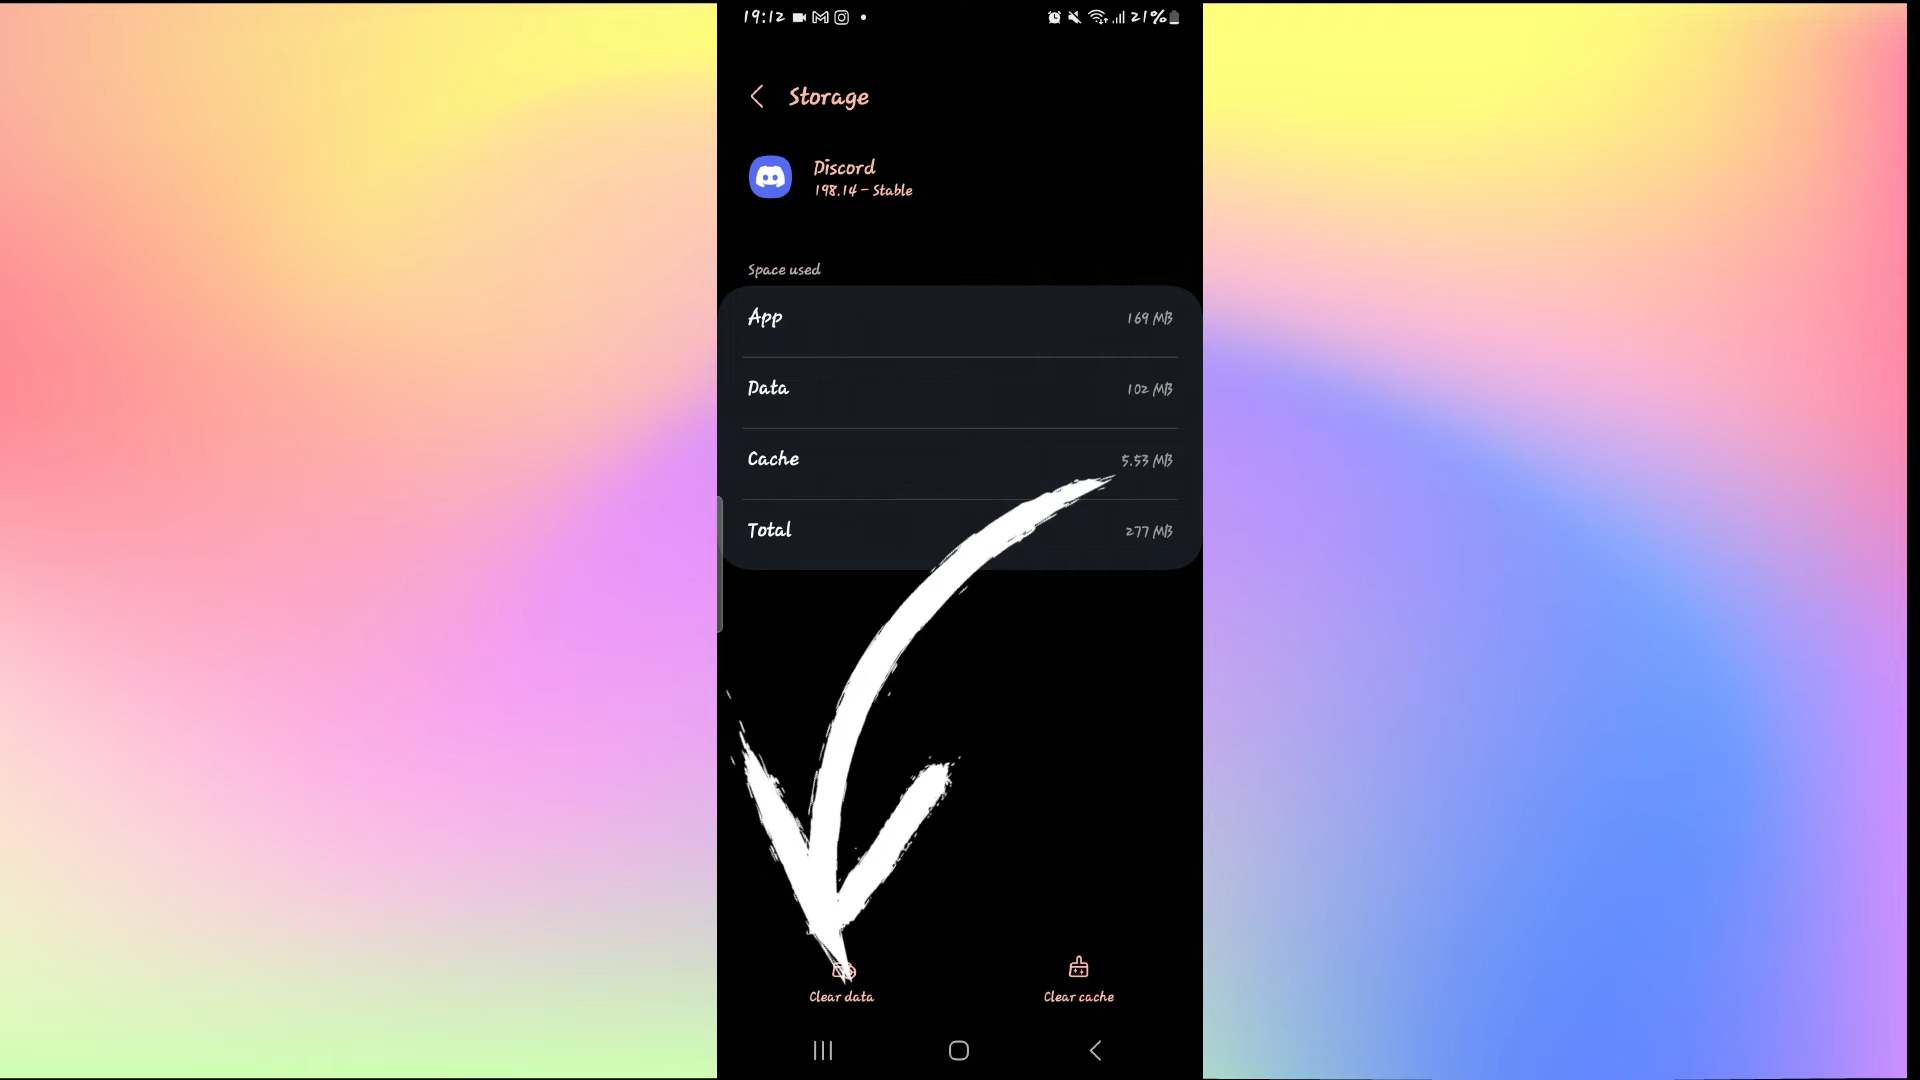 19:12 21%
Storage
Discord
198.14 - Stable
Space used
App 169 MB
Data 102 MB
Cache 5.53 MB
Total 277 MB
Clear data Clear cache